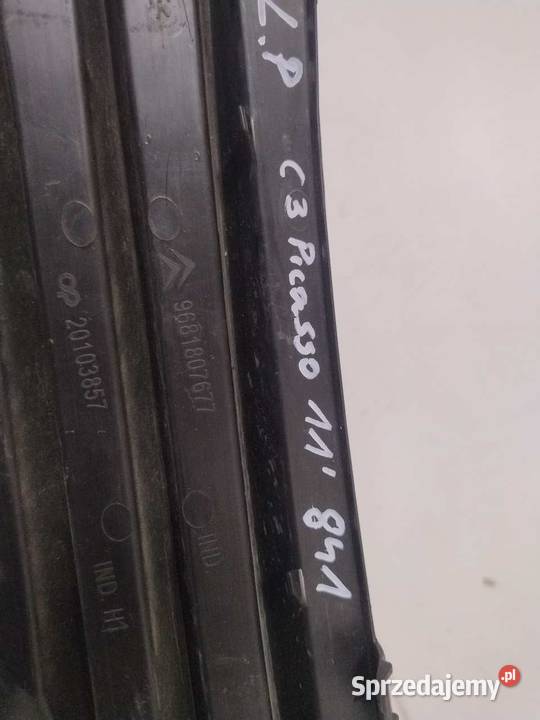 L.P C3 Picasso 11' 841
9681807677 IND
20103857 IND. H1
Sprzedajemy.pl